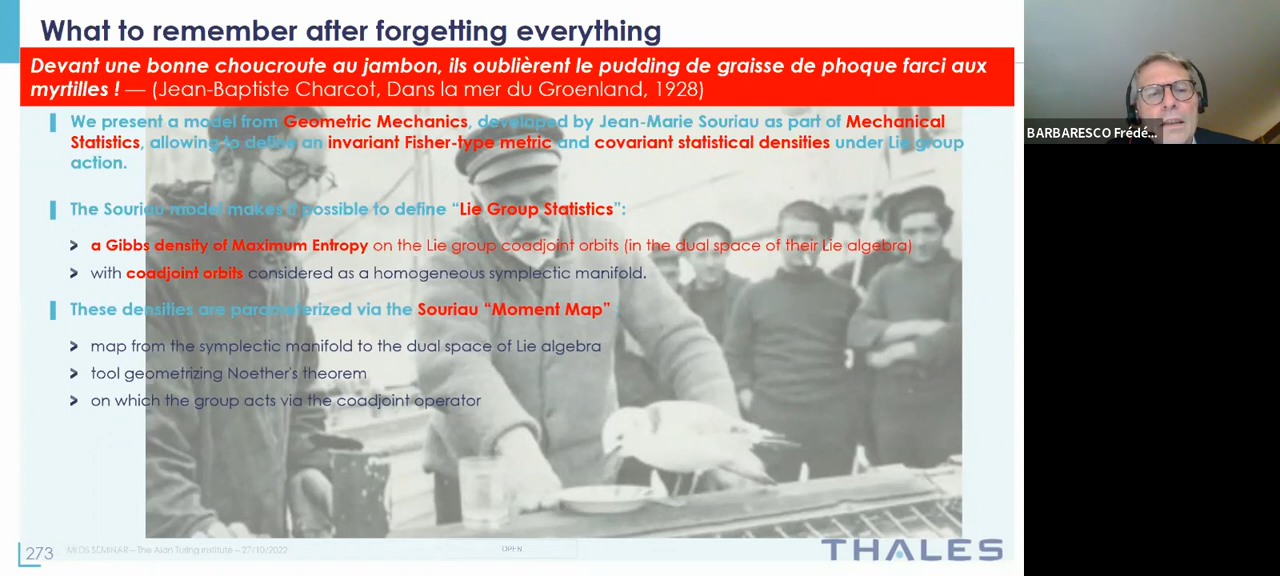 What to remember after forgetting everything
Devant une bonne choucroute au jambon, ils oublièrent le pudding de graisse de phoque farci aux
myrtilles ! — (Jean-Baptiste Charcot, Dans la mer du Groenland, 1928)
We present a model from Geometric Mechanics, developed by Jean-Marie Souriau as part of Mechanical
Statistics, allowing to define an invariant Fisher-type metric and covariant statistical densities under Lie group
action.
The Souriau model makes it possible to define “Lie Group Statistics”:
a Gibbs density of Maximum Entropy on the Lie group coadjoint orbits (in the dual space of their Lie algebra)
with coadjoint orbits considered as a homogeneous symplectic manifold.
These densities are parameterized via the Souriau “Moment Map” :
map from the symplectic manifold to the dual space of Lie algebra
tool geometrizing Noether's theorem
on which the group acts via the coadjoint operator
273
SEMINAR – The Alan Turing Institute – 27/10/2022
OPEN
THALES
BARBARESCO Frédé...